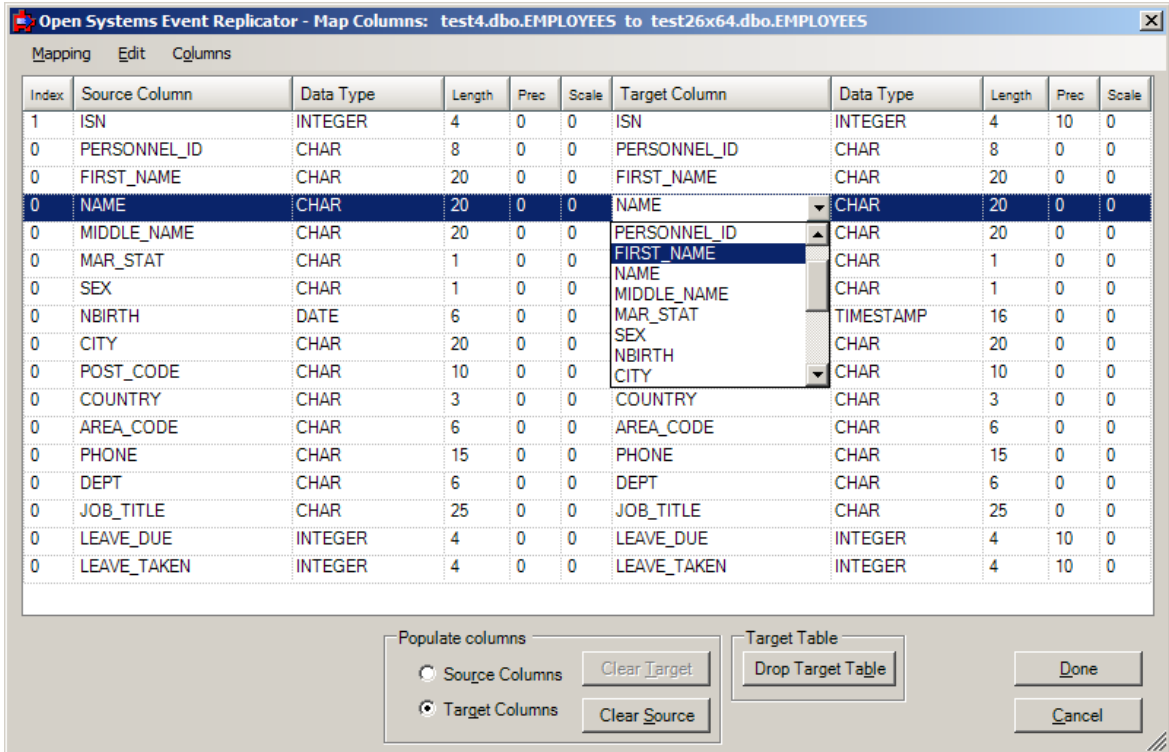 Open Systems Event Replicator - Map Columns: test4.dbo.EMPLOYEES to test26x64.dbo.EMPLOYEES
Mapping Edit Columns
Index Source Column Data Type Length Prec Scale Target Column Data Type Length Prec Scale
1 ISN INTEGER 4 0 0 ISN INTEGER 4 10 0
0 PERSONNEL_ID CHAR 8 0 0 PERSONNEL_ID CHAR 8 0 0
0 FIRST_NAME CHAR 20 0 0 FIRST_NAME CHAR 20 0 0
0 NAME CHAR 20 0 0 NAME CHAR 20 0 0
0 MIDDLE_NAME CHAR 20 0 0 PERSONNEL_ID CHAR 20 0 0
FIRST_NAME
0 MAR_STAT CHAR 1 0 0 NAME CHAR 1 0 0
0 SEX CHAR 1 0 0 MIDDLE_NAME CHAR 1 0 0
0 NBIRTH DATE 6 0 0 MAR_STAT TIMESTAMP 16 0 0
SEX
0 CITY CHAR 20 0 0 NBIRTH CHAR 20 0 0
0 POST_CODE CHAR 10 0 0 CITY CHAR 10 0 0
0 COUNTRY CHAR 3 0 0 COUNTRY CHAR 3 0 0
0 AREA_CODE CHAR 6 0 0 AREA_CODE CHAR 6 0 0
0 PHONE CHAR 15 0 0 PHONE CHAR 15 0 0
0 DEPT CHAR 6 0 0 DEPT CHAR 6 0 0
0 JOB_TITLE CHAR 25 0 0 JOB_TITLE CHAR 25 0 0
0 LEAVE_DUE INTEGER 4 0 0 LEAVE_DUE INTEGER 4 10 0
0 LEAVE_TAKEN INTEGER 4 0 0 LEAVE_TAKEN INTEGER 4 10 0
Populate columns Target Table
Source Columns Clear Target Drop Target Table Done
Target Columns Clear Source Cancel